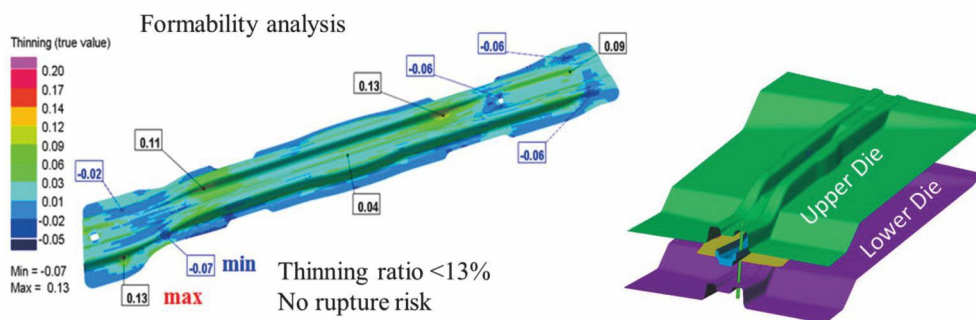 Formability analysis
Thinning (true value)
0.20
0.17
0.14
0.12
0.09
0.06
0.03
0.01
-0.02
-0.05
Min = -0.07
Max = 0.13
-0.02
0.11
0.13
-0.06
-0.06
0.09
-0.06
0.04
-0.07 min
0.13 max
Thinning ratio <13%
No rupture risk
Upper Die
Lower Die